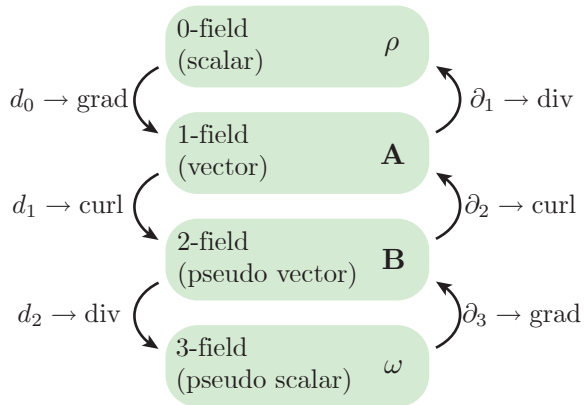 0-field
(scalar)
ρ
d₀ → grad
∂₁ → div
1-field
(vector)
A
d₁ → curl
∂₂ → curl
2-field
(pseudo vector)
B
d₂ → div
∂₃ → grad
3-field
(pseudo scalar)
ω